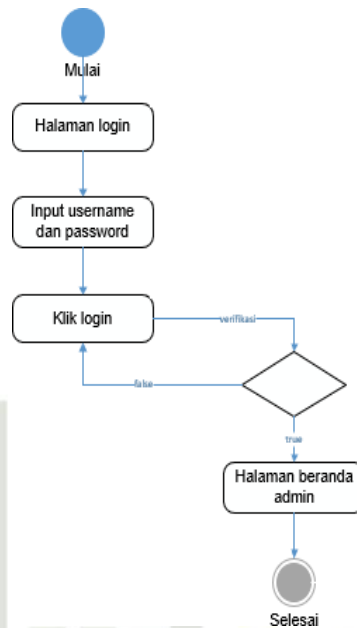 Mulai
Halaman login
Input username
dan password
Klik login
verifikasi
false
true
Halaman beranda
admin
Selesai